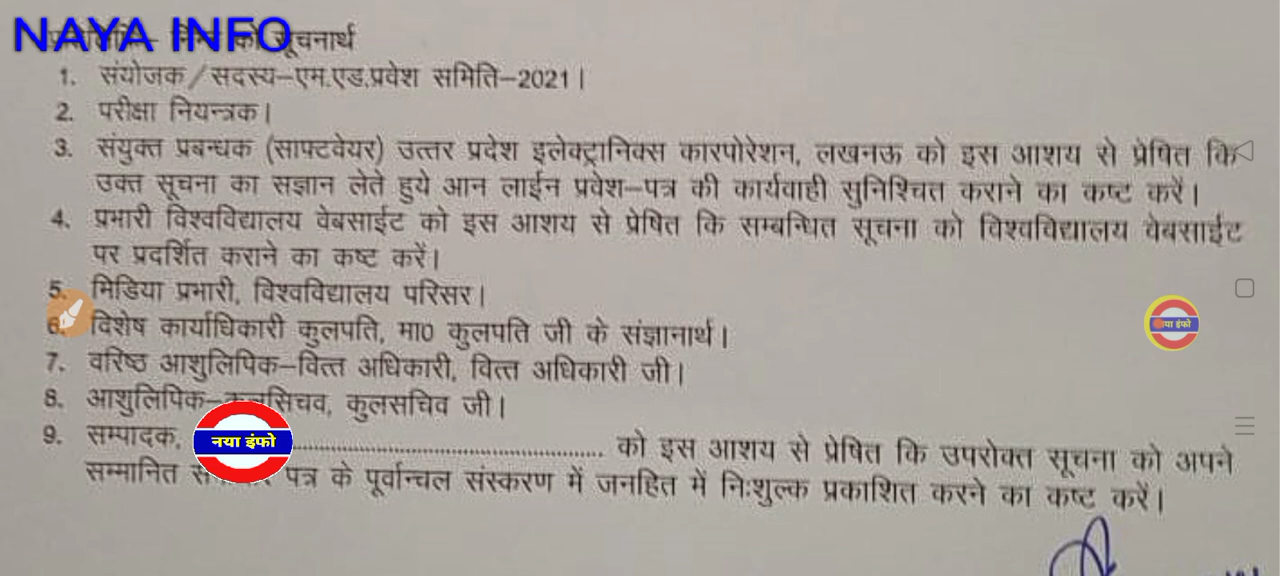 NAYA INFO
सूचनार्थ
1. संयोजक/सदस्य–एम.एड.प्रवेश समिति–2021।
2. परीक्षा नियन्त्रक।
3. संयुक्त प्रबन्धक (साफ्टवेयर) उत्तर प्रदेश इलेक्ट्रानिक्स कारपोरेशन, लखनऊ को इस आशय से प्रेषित कि
उक्त सूचना का सज्ञान लेते हुये आन लाईन प्रवेश–पत्र की कार्यवाही सुनिश्चित कराने का कष्ट करें।
4. प्रभारी विश्वविद्यालय वेबसाईट को इस आशय से प्रेषित कि सम्बन्धित सूचना को विश्वविद्यालय वेबसाईट
पर प्रदर्शित कराने का कष्ट करें।
5. मिडिया प्रभारी, विश्वविद्यालय परिसर।
6. विशेष कार्याधिकारी कुलपति, मा0 कुलपति जी के संज्ञानार्थ।
7. वरिष्ठ आशुलिपिक–वित्त अधिकारी, वित्त अधिकारी जी।
8. आशुलिपिक–कुलसिचव, कुलसचिव जी।
9. सम्पादक, ........................................ को इस आशय से प्रेषित कि उपरोक्त सूचना को अपने
सम्मानित पत्र के पूर्वान्चल संस्करण में जनहित में निःशुल्क प्रकाशित करने का कष्ट करें।
नया इंफो
नया इंफो